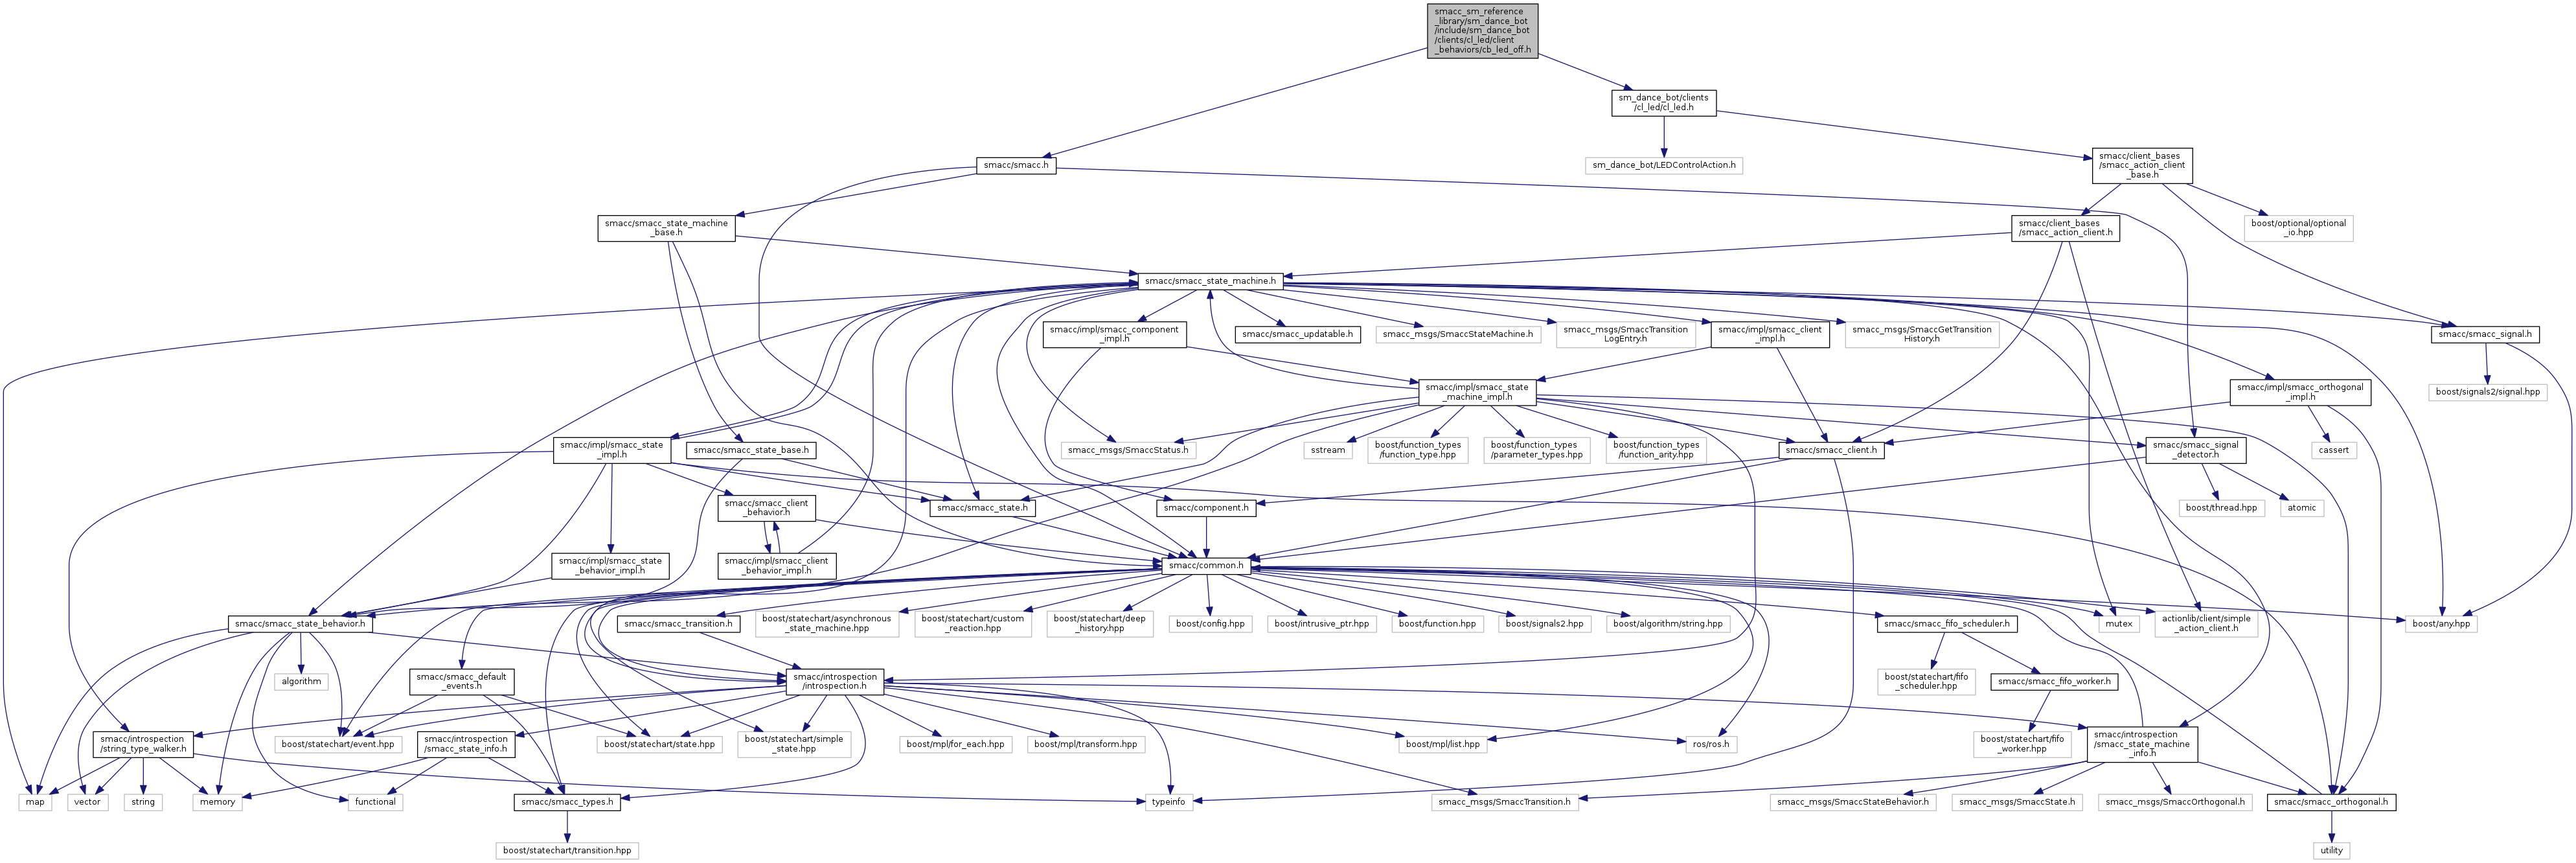 smacc_sm_reference
_library/sm_dance_bot
/include/sm_dance_bot
/clients/cl_led/client
_behaviors/cb_led_off.h
sm_dance_bot/clients
/cl_led/cl_led.h
smacc/smacc.h
sm_dance_bot/LEDControlAction.h
smacc/client_bases
/smacc_action_client
_base.h
smacc/smacc_state_machine
_base.h
smacc/client_bases
/smacc_action_client.h
boost/optional/optional
_io.hpp
smacc/smacc_state_machine.h
smacc/impl/smacc_component
_impl.h
smacc/smacc_updatable.h
smacc_msgs/SmaccStateMachine.h
smacc_msgs/SmaccTransition
LogEntry.h
smacc/impl/smacc_client
_impl.h
smacc_msgs/SmaccGetTransition
History.h
smacc/smacc_signal.h
smacc/impl/smacc_state
_machine_impl.h
smacc/impl/smacc_orthogonal
_impl.h
boost/signals2/signal.hpp
smacc/impl/smacc_state
_impl.h
smacc/smacc_state_base.h
smacc_msgs/SmaccStatus.h
sstream
boost/function_types
/function_type.hpp
boost/function_types
/parameter_types.hpp
boost/function_types
/function_arity.hpp
smacc/smacc_client.h
smacc/smacc_signal
_detector.h
cassert
smacc/smacc_client
_behavior.h
smacc/smacc_state.h
smacc/component.h
boost/thread.hpp
atomic
smacc/impl/smacc_state
_behavior_impl.h
smacc/impl/smacc_client
_behavior_impl.h
smacc/common.h
smacc/smacc_state_behavior.h
smacc/smacc_transition.h
boost/statechart/asynchronous
_state_machine.hpp
boost/statechart/custom
_reaction.hpp
boost/statechart/deep
_history.hpp
boost/config.hpp
boost/intrusive_ptr.hpp
boost/function.hpp
boost/signals2.hpp
boost/algorithm/string.hpp
smacc/smacc_fifo_scheduler.h
mutex
actionlib/client/simple
_action_client.h
boost/any.hpp
algorithm
smacc/smacc_default
_events.h
smacc/introspection
/introspection.h
boost/statechart/fifo
_scheduler.hpp
smacc/smacc_fifo_worker.h
smacc/introspection
/string_type_walker.h
boost/statechart/event.hpp
smacc/introspection
/smacc_state_info.h
boost/statechart/state.hpp
boost/statechart/simple
_state.hpp
boost/mpl/for_each.hpp
boost/mpl/transform.hpp
boost/mpl/list.hpp
ros/ros.h
boost/statechart/fifo
_worker.hpp
smacc/introspection
/smacc_state_machine
_info.h
map
vector
string
memory
functional
smacc/smacc_types.h
typeinfo
smacc_msgs/SmaccTransition.h
smacc_msgs/SmaccStateBehavior.h
smacc_msgs/SmaccState.h
smacc_msgs/SmaccOrthogonal.h
smacc/smacc_orthogonal.h
boost/statechart/transition.hpp
utility